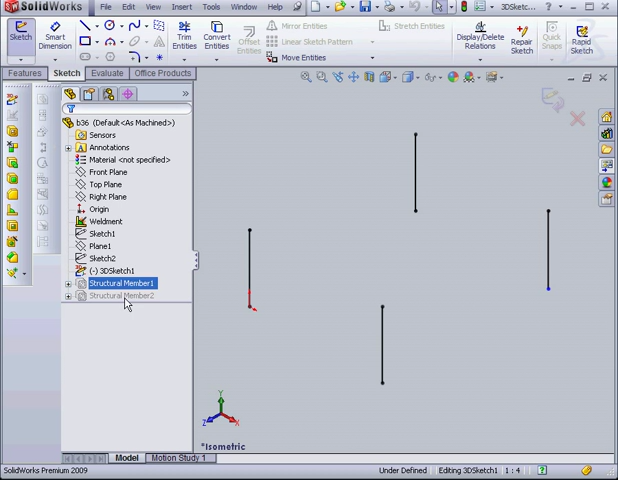 SolidWorks File Edit View Insert Tools Window Help 3DSketc...
Sketch Smart Dimension Trim Entities Convert Entities Offset Entities Mirror Entities Linear Sketch Pattern Move Entities Stretch Entities Display/Delete Relations Repair Sketch Quick Snaps Rapid Sketch
Features Sketch Evaluate Office Products
b36 (Default<As Machined>)
Sensors
Annotations
Material <not specified>
Front Plane
Top Plane
Right Plane
Origin
Weldment
Sketch1
Plane1
Sketch2
(-) 3DSketch1
Structural Member1
Structural Member2
Y
Z X
*Isometric
Model Motion Study 1
SolidWorks Premium 2009 Under Defined Editing 3DSketch1 1 : 4